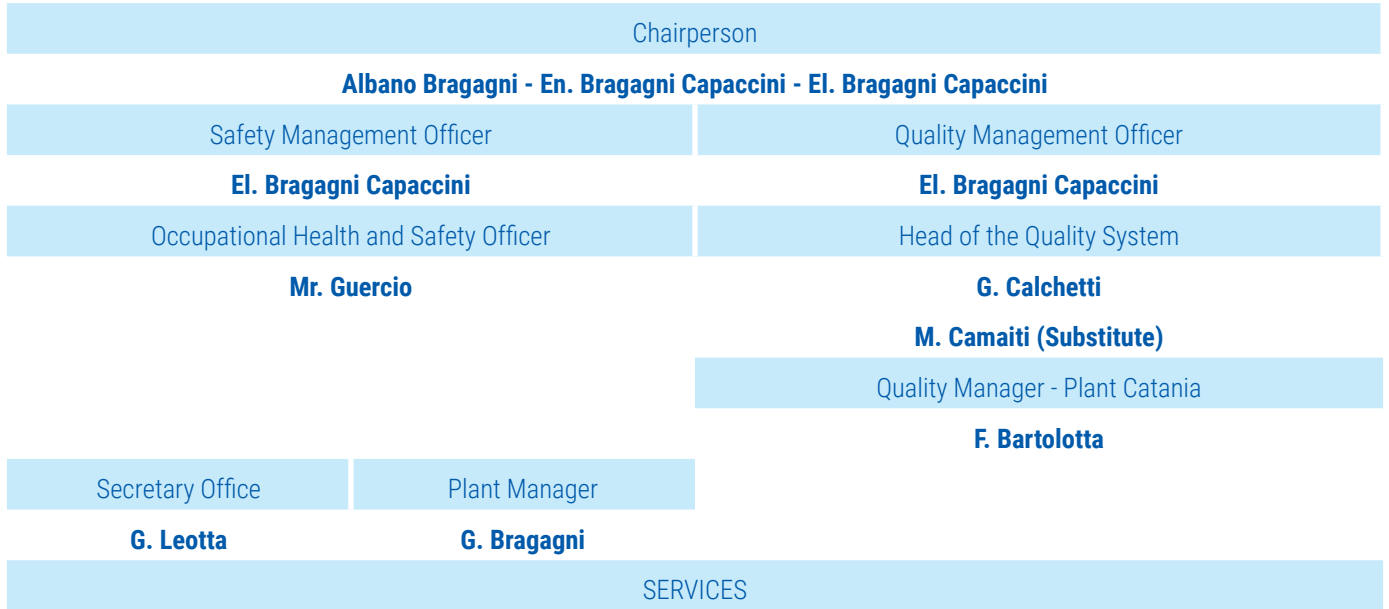 Chairperson
Albano Bragagni - En. Bragagni Capaccini - El. Bragagni Capaccini
Safety Management Officer
Quality Management Officer
El. Bragagni Capaccini
El. Bragagni Capaccini
Occupational Health and Safety Officer
Head of the Quality System
Mr. Guercio
G. Calchetti
M. Camaiti (Substitute)
Quality Manager - Plant Catania
F. Bartolotta
Secretary Office
Plant Manager
G. Leotta
G. Bragagni
SERVICES